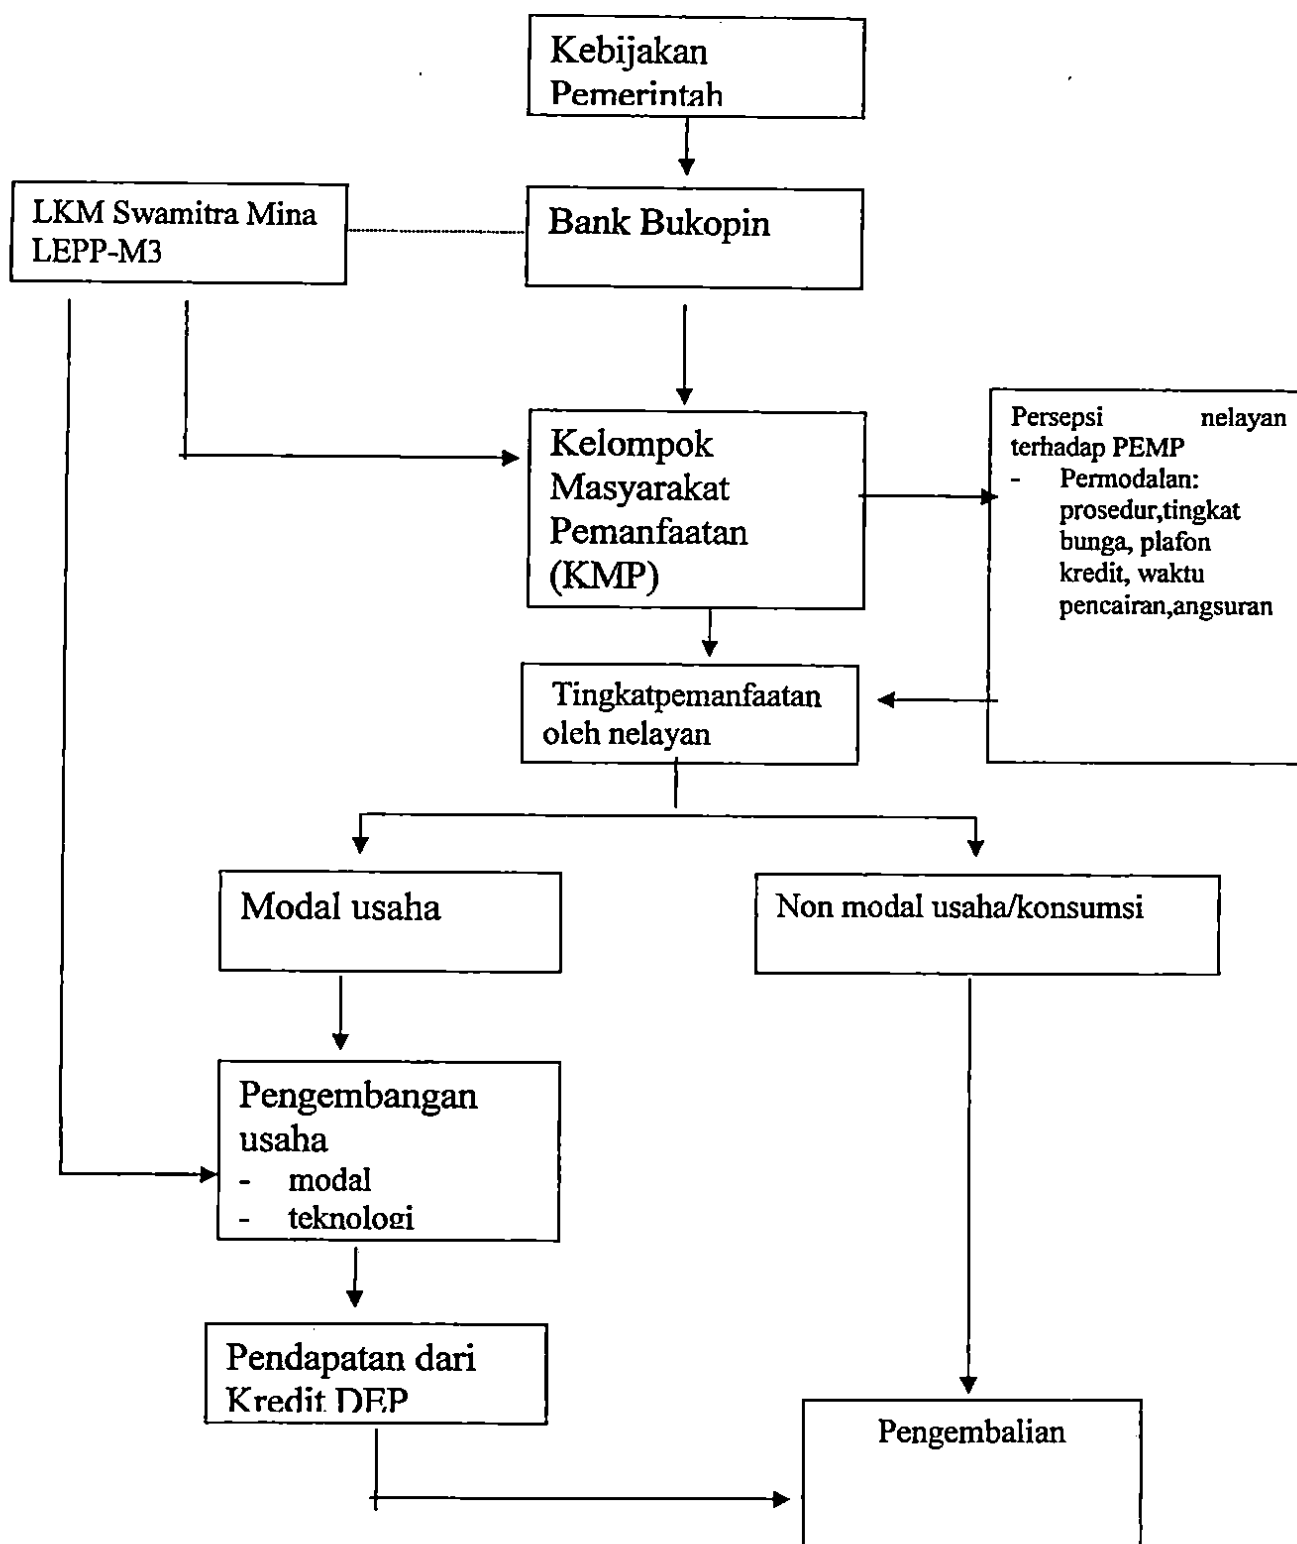 Kebijakan
Pemerintah
LKM Swamitra Mina
LEPP-M3
Bank Bukopin
Kelompok
Masyarakat
Pemanfaatan
(KMP)
Persepsi nelayan
terhadap PEMP
- Permodalan:
prosedur,tingkat
bunga, plafon
kredit, waktu
pencairan,angsuran
Tingkatpemanfaatan
oleh nelayan
Modal usaha
Non modal usaha/konsumsi
Pengembangan
usaha
- modal
- teknologi
Pendapatan dari
Kredit DEP
Pengembalian